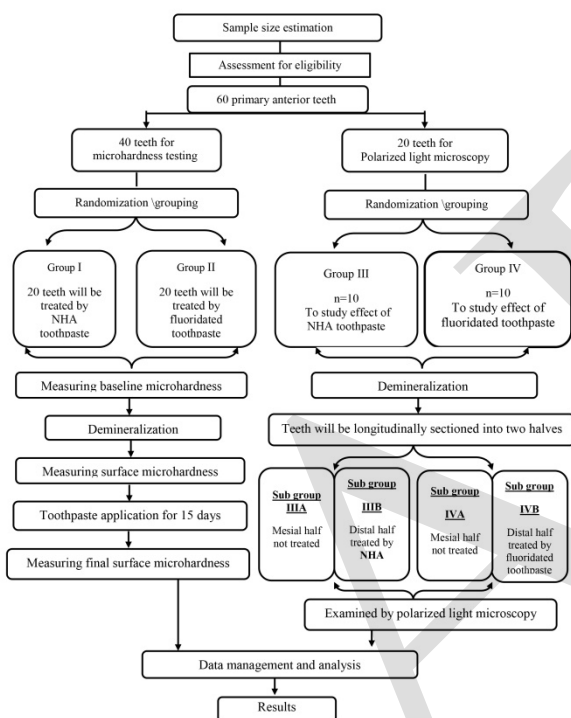 Sample size estimation
Assessment for eligibility
60 primary anterior teeth
40 teeth for
microhardness testing
20 teeth for
Polarized light microscopy
Randomization \grouping
Randomization \grouping
Group I
20 teeth will be
treated by
NHA
toothpaste
Group II
20 teeth will be
treated by
fluoridated
toothpaste
Group III
n=10
To study effect of
NHA toothpaste
Group IV
n=10
To study effect of
fluoridated toothpaste
Measuring baseline microhardness
Demineralization
Demineralization
Teeth will be longitudinally sectioned into two halves
Measuring surface microhardness
Toothpaste application for 15 days
Measuring final surface microhardness
Sub group
IIIA
Mesial half
not treated
Sub group
IIIB
Distal half
treated by
NHA
Sub group
IVA
Mesial half
not treated
Sub group
IVB
Distal half
treated by
fluoridated
toothpaste
Examined by polarized light microscopy
Data management and analysis
Results